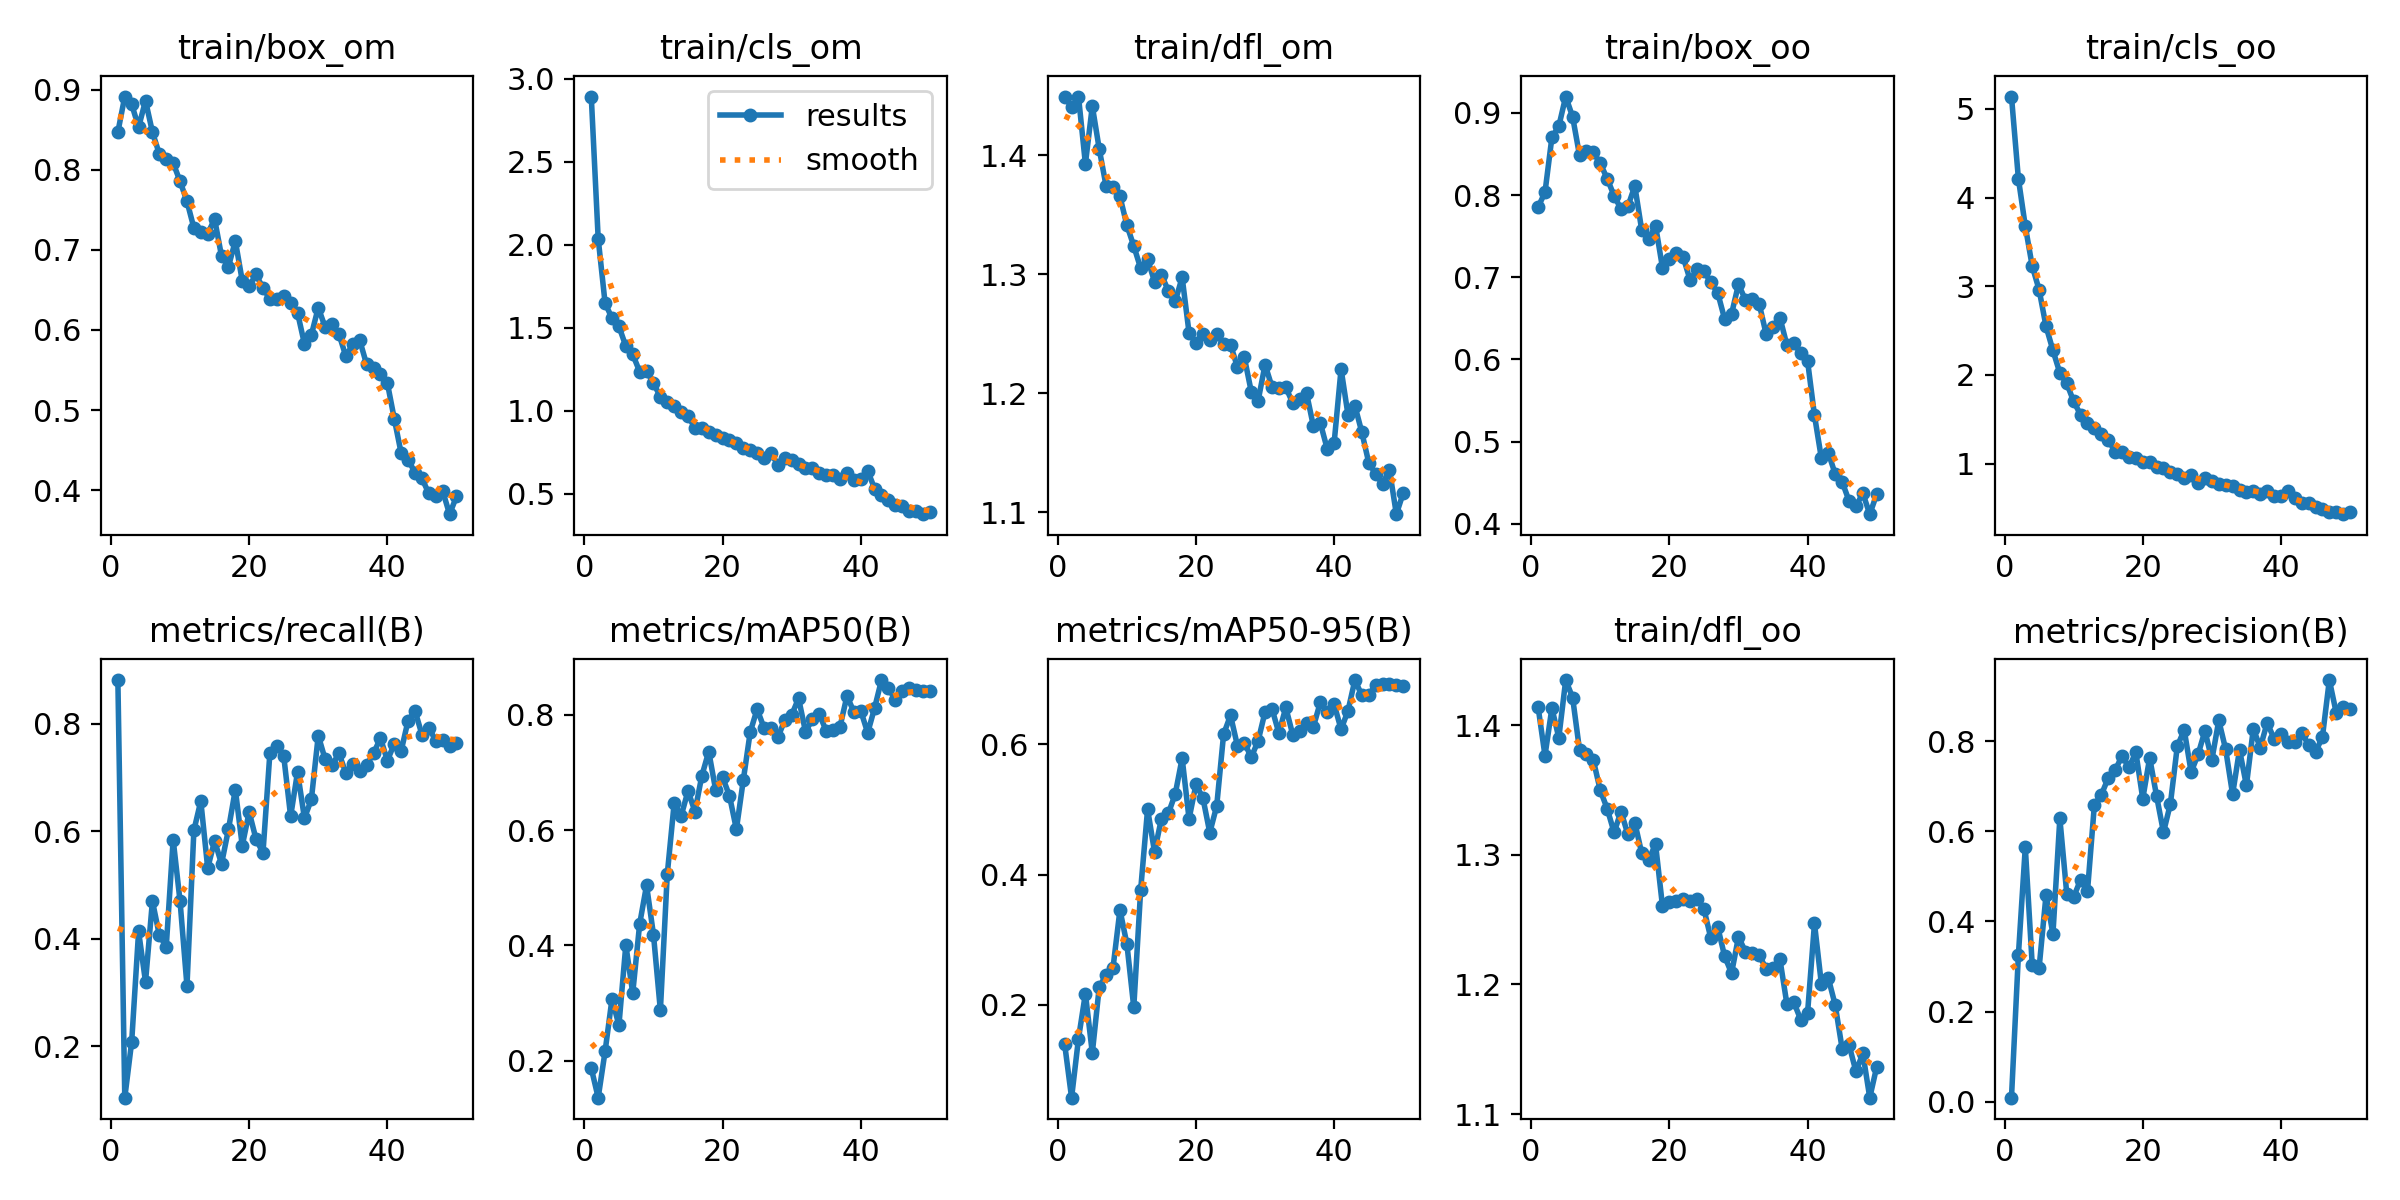 train/box_om
0.9
0.8
0.7
0.6
0.5
0.4
0 20 40
train/cls_om
3.0
2.5
2.0
1.5
1.0
0.5
results
smooth
0 20 40
train/dfl_om
1.4
1.3
1.2
1.1
0 20 40
train/box_oo
0.9
0.8
0.7
0.6
0.5
0.4
0 20 40
train/cls_oo
5
4
3
2
1
0 20 40
metrics/recall(B)
0.8
0.6
0.4
0.2
0 20 40
metrics/mAP50(B)
0.8
0.6
0.4
0.2
0 20 40
metrics/mAP50-95(B)
0.6
0.4
0.2
0 20 40
train/dfl_oo
1.4
1.3
1.2
1.1
0 20 40
metrics/precision(B)
0.8
0.6
0.4
0.2
0.0
0 20 40